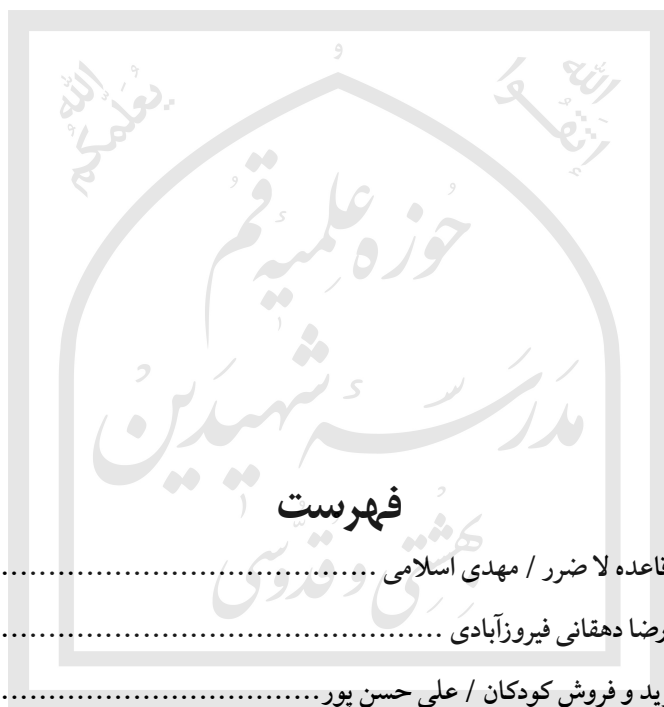 اتقوا الله
و
یعلمکم الله
حوزه علمیه قم
مدرسه شهیدین
بهشتی و قدوسی
فهرست
قاعده لا ضرر / مهدی اسلامی ......................................
رضا دهقانی فیروزآبادی .............................................
ید و فروش کودکان / علی حسن پور................................